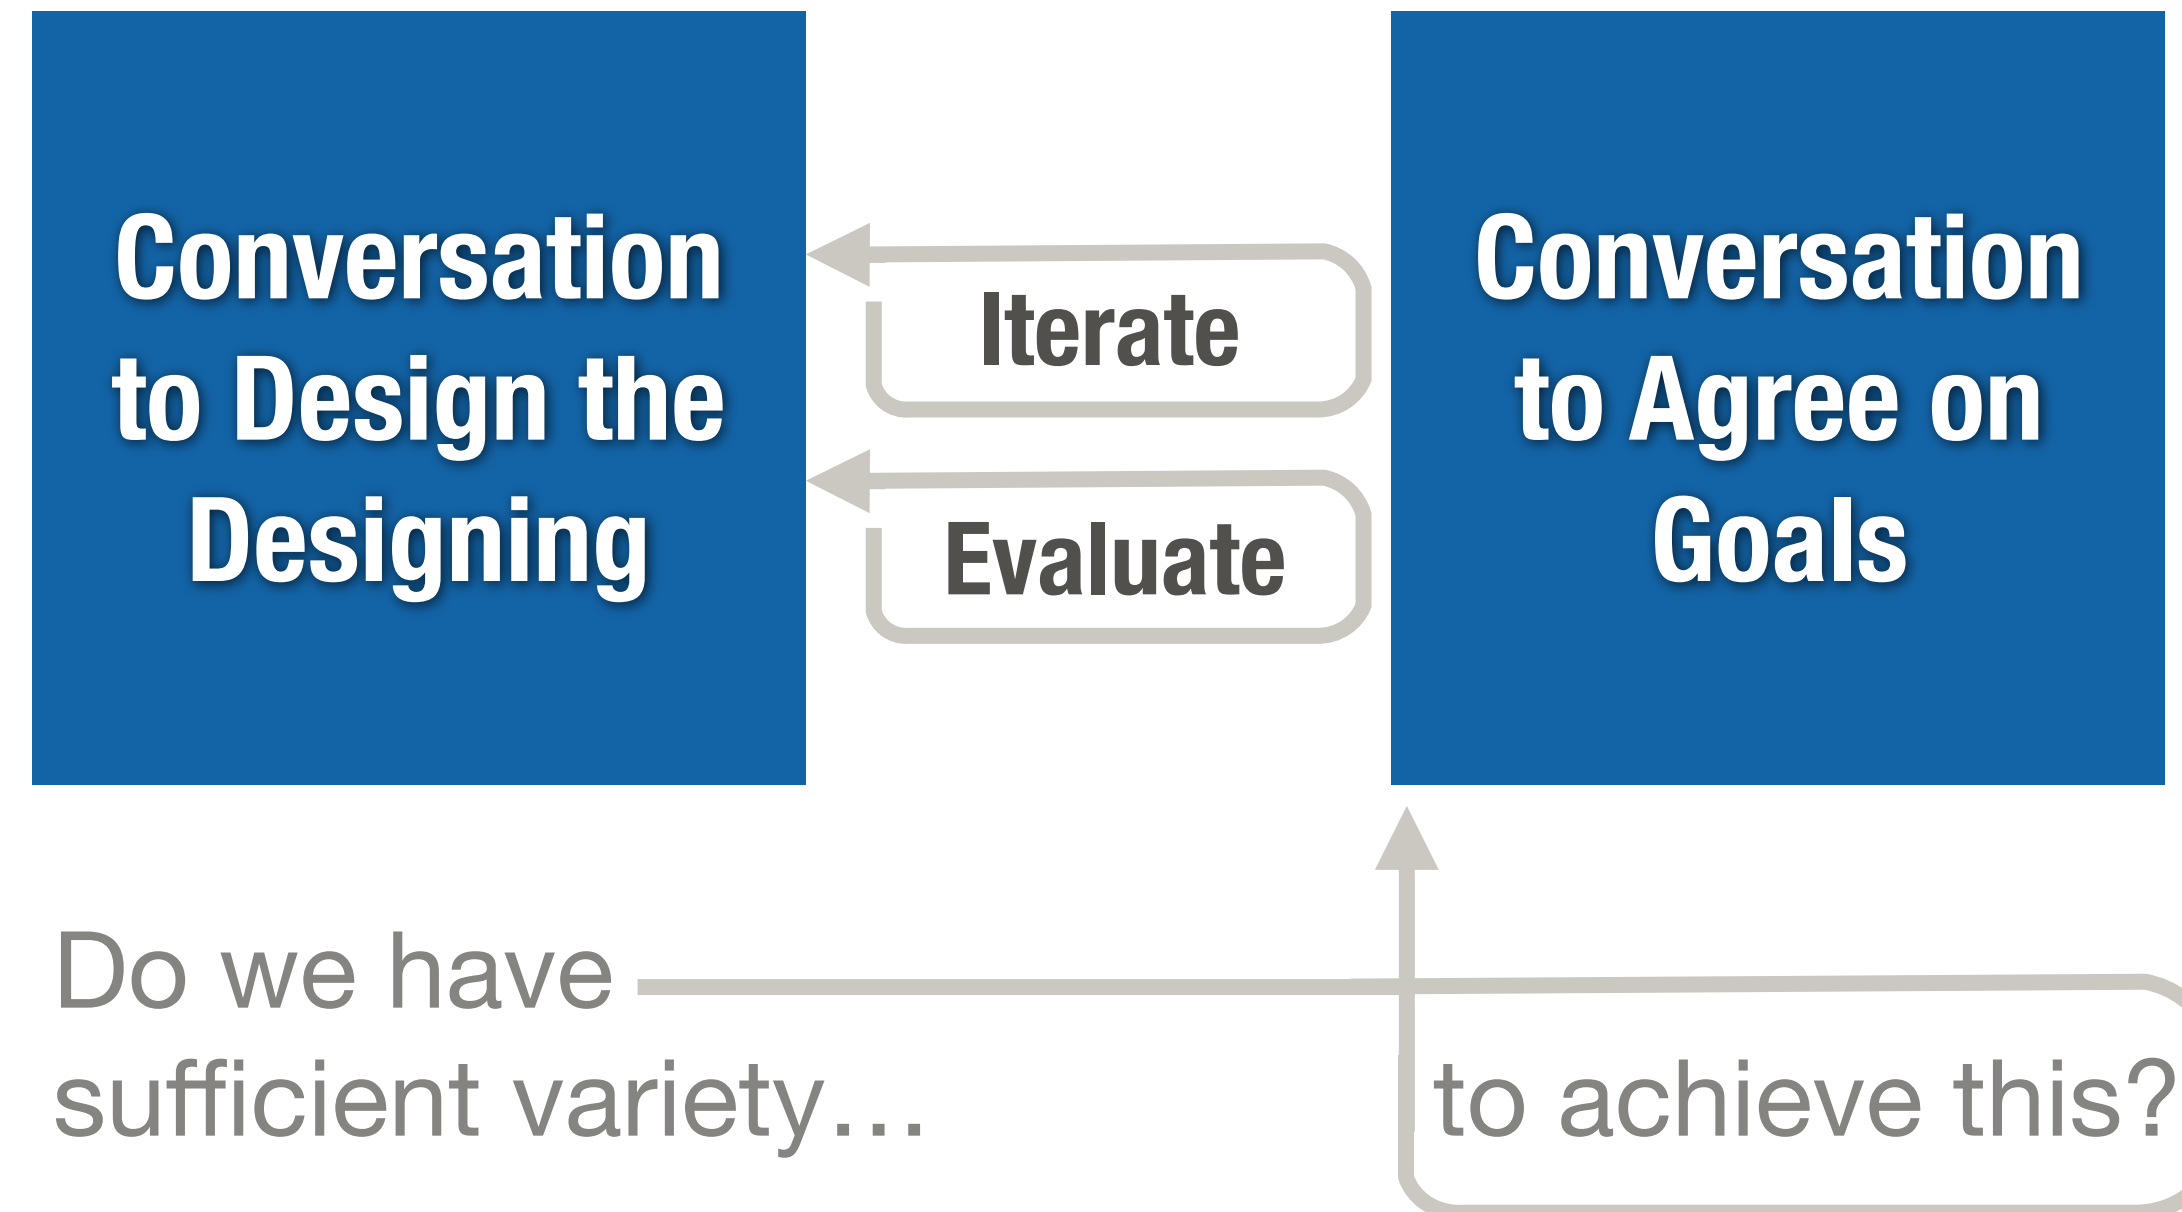 Conversation
to Design the
Designing
Iterate
Evaluate
Conversation
to Agree on
Goals
Do we have
sufficient variety…
to achieve this?